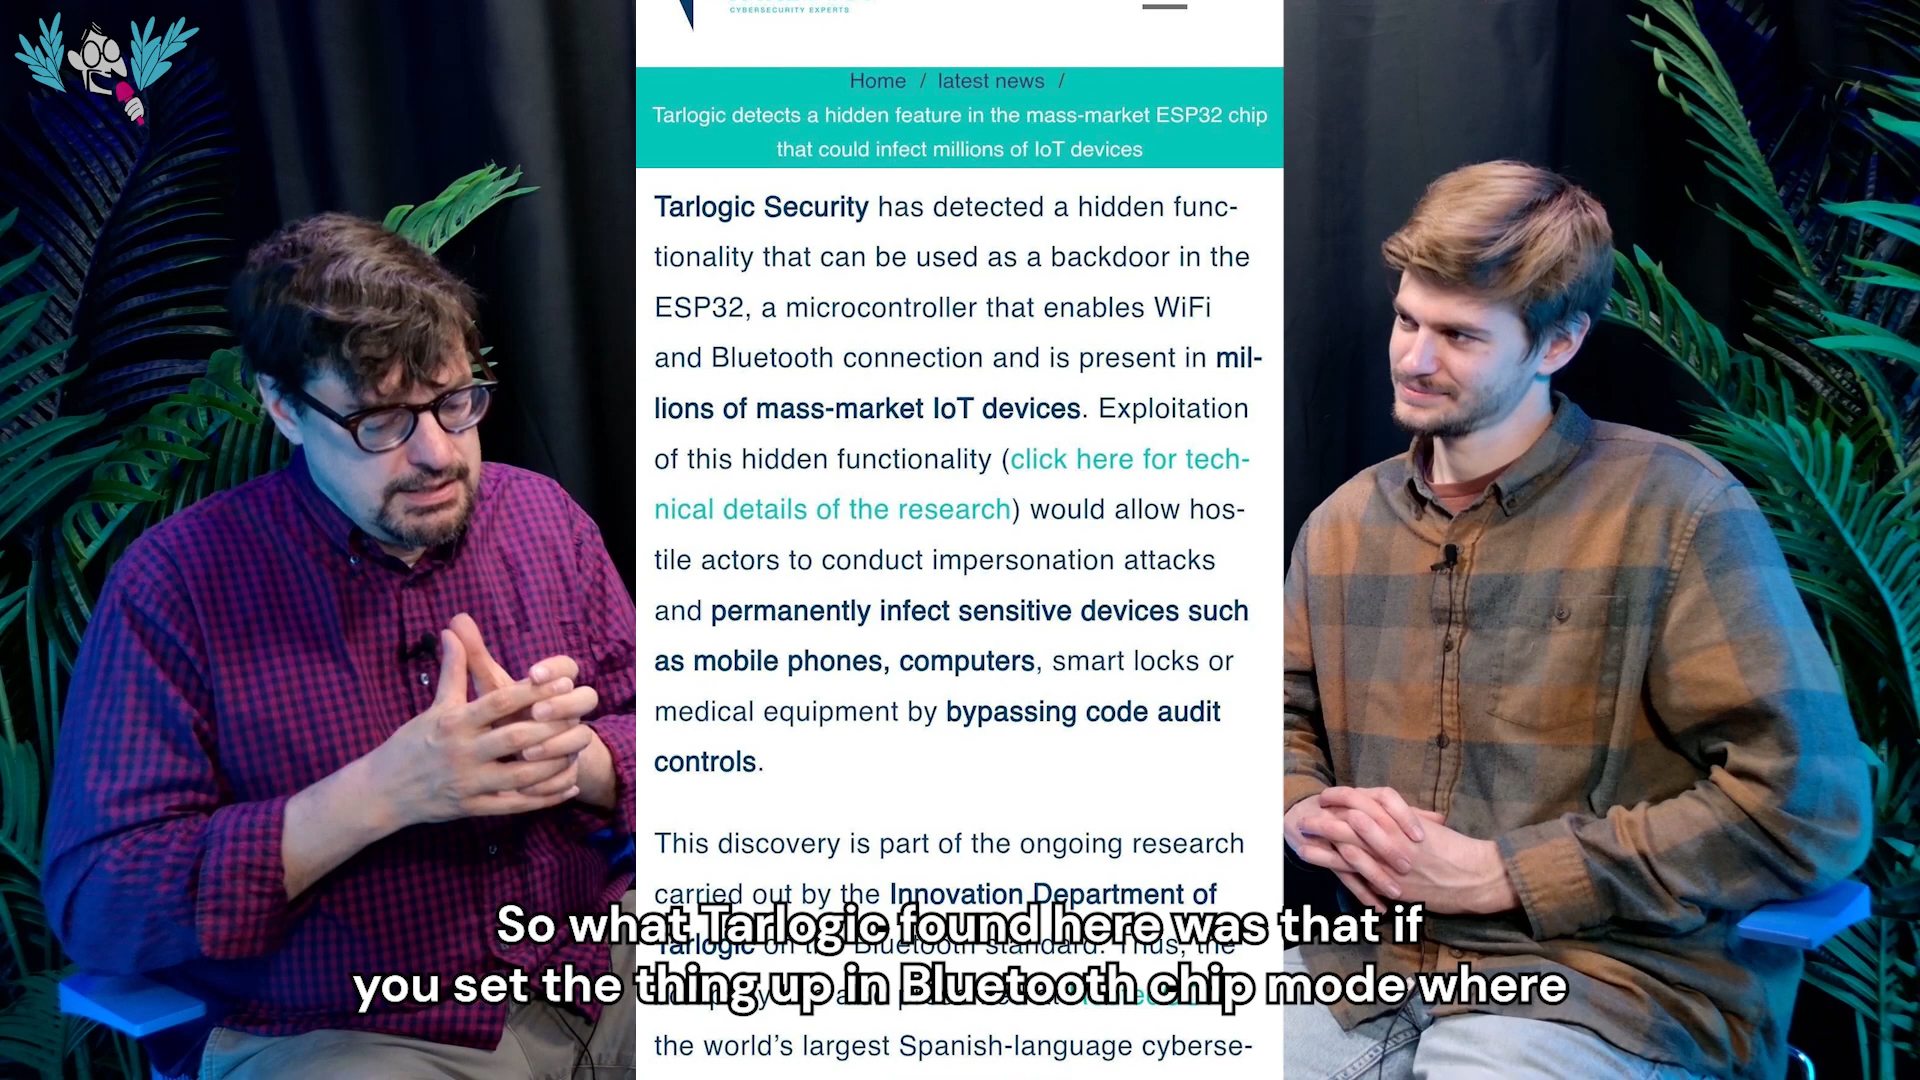 CYBERSECURITY EXPERTS
Home / latest news /
Tarlogic detects a hidden feature in the mass-market ESP32 chip
that could infect millions of IoT devices
Tarlogic Security has detected a hidden func-
tionality that can be used as a backdoor in the
ESP32, a microcontroller that enables WiFi
and Bluetooth connection and is present in mil-
lions of mass-market IoT devices. Exploitation
of this hidden functionality (click here for tech-
nical details of the research) would allow hos-
tile actors to conduct impersonation attacks
and permanently infect sensitive devices such
as mobile phones, computers, smart locks or
medical equipment by bypassing code audit
controls.
This discovery is part of the ongoing research
carried out by the Innovation Department of
Tarlogic on the Bluetooth standard. Thus, the
the world's largest Spanish-language cyberse-
So what Tarlogic found here was that if
you set the thing up in Bluetooth chip mode where